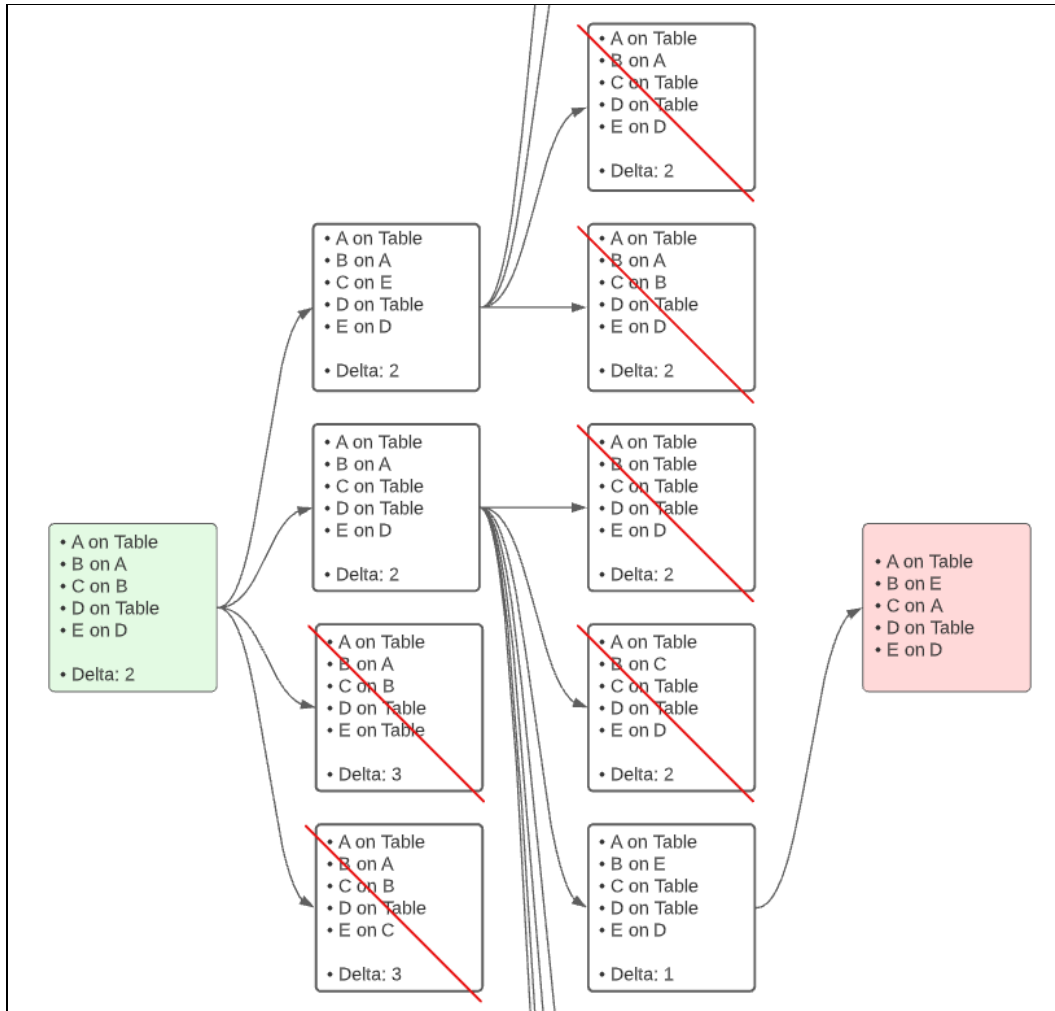 • A on Table
• B on A
• C on B
• D on Table
• E on D
• Delta: 2
• A on Table
• B on A
• C on E
• D on Table
• E on D
• Delta: 2
• A on Table
• B on A
• C on Table
• D on Table
• E on D
• Delta: 2
• A on Table
• B on A
• C on B
• D on Table
• E on Table
• Delta: 3
• A on Table
• B on A
• C on B
• D on Table
• E on C
• Delta: 3
• A on Table
• B on A
• C on Table
• D on Table
• E on D
• Delta: 2
• A on Table
• B on A
• C on B
• D on Table
• E on D
• Delta: 2
• A on Table
• B on Table
• C on Table
• D on Table
• E on D
• Delta: 2
• A on Table
• B on C
• C on Table
• D on Table
• E on D
• Delta: 2
• A on Table
• B on E
• C on Table
• D on Table
• E on D
• Delta: 1
• A on Table
• B on E
• C on A
• D on Table
• E on D